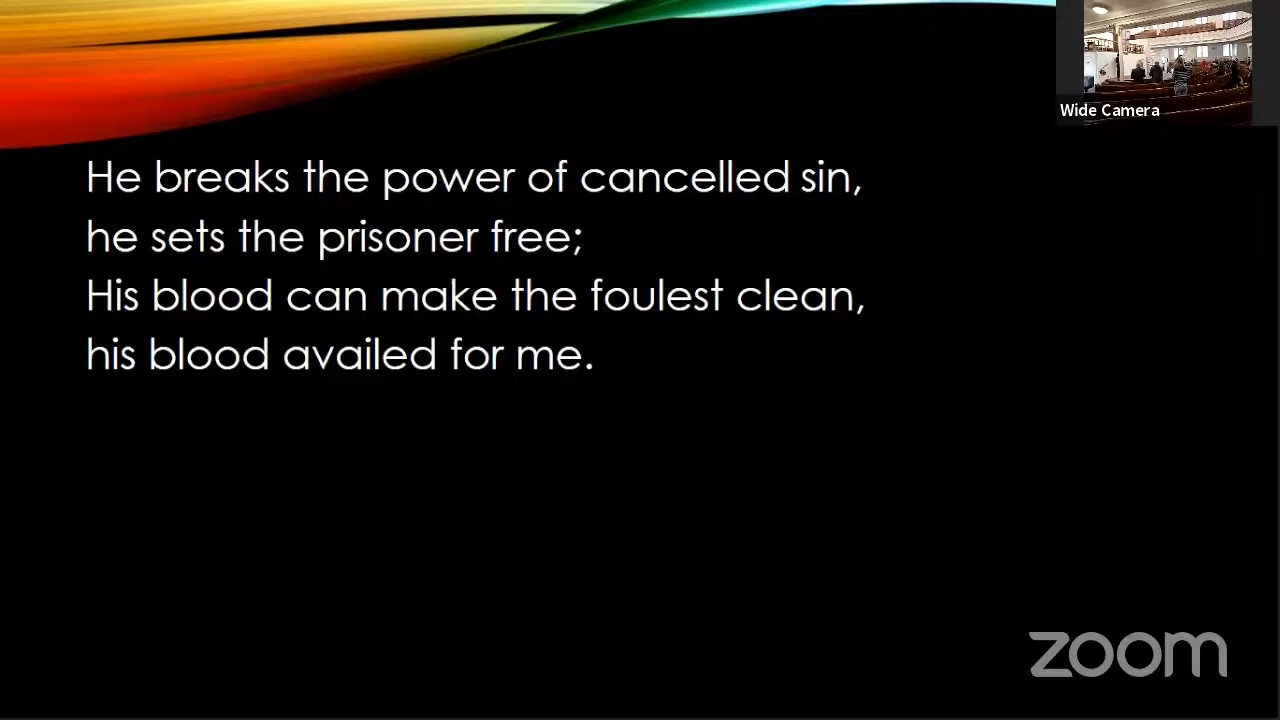 Wide Camera
He breaks the power of cancelled sin,
he sets the prisoner free;
His blood can make the foulest clean,
his blood availed for me.
zoom